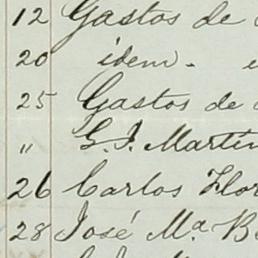 12 Gastos de
20 idem.
25 Gastos de
" G. J. Martin
26 Carlos Flor
28 José Mª B